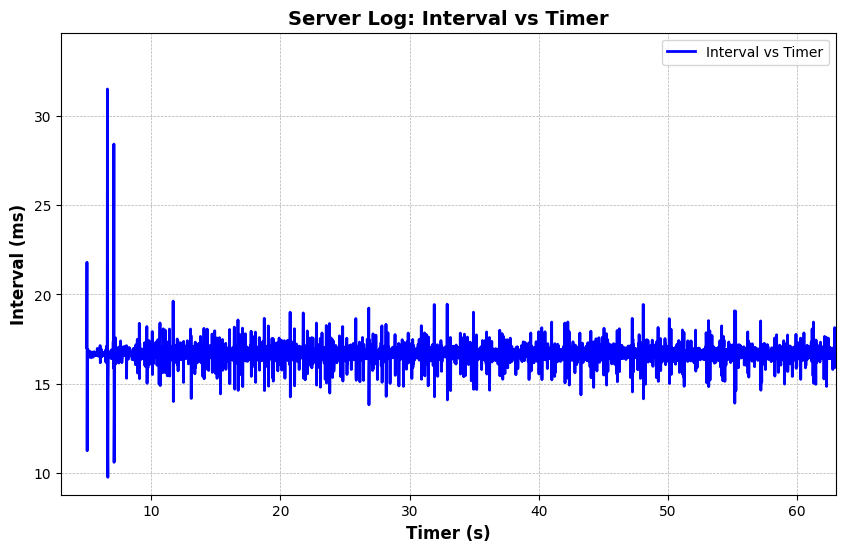 Server Log: Interval vs Timer
Interval vs Timer
Interval (ms)
30
25
20
15
10
10 20 30 40 50 60
Timer (s)